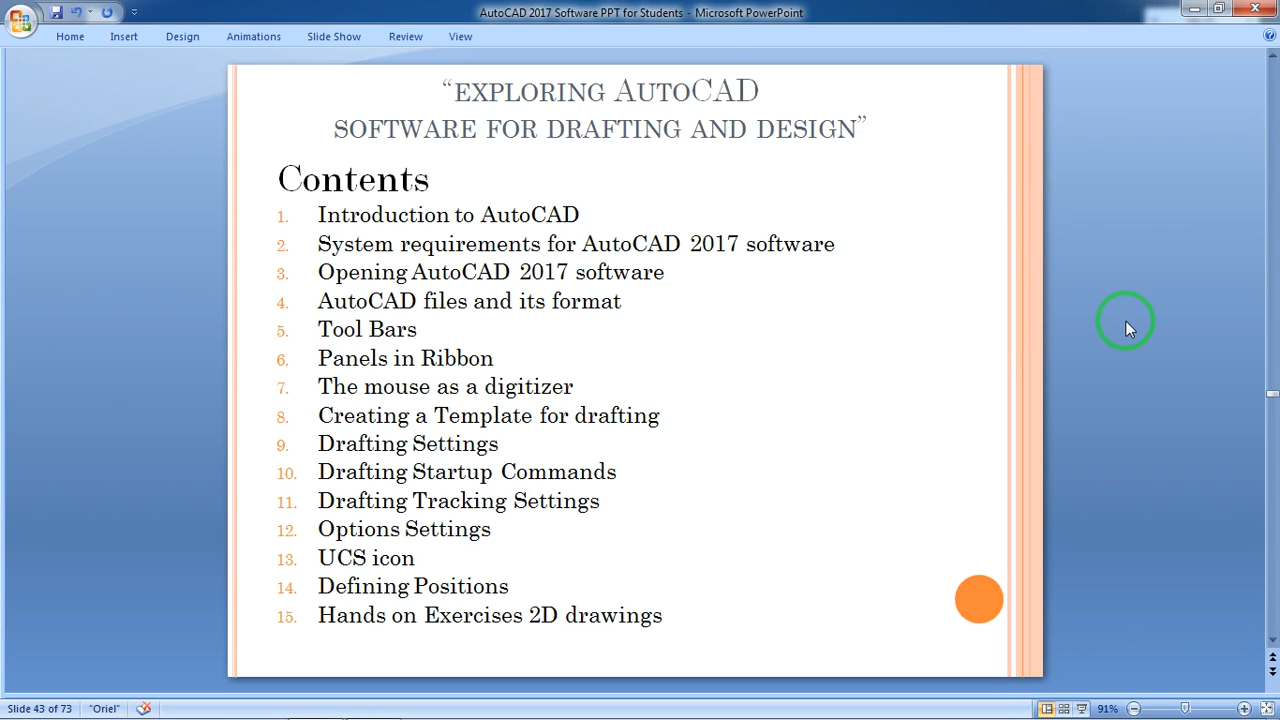 AutoCAD 2017 Software PPT for Students - Microsoft PowerPoint
Home Insert Design Animations Slide Show Review View
“EXPLORING AUTOCAD
SOFTWARE FOR DRAFTING AND DESIGN”
Contents
1. Introduction to AutoCAD
2. System requirements for AutoCAD 2017 software
3. Opening AutoCAD 2017 software
4. AutoCAD files and its format
5. Tool Bars
6. Panels in Ribbon
7. The mouse as a digitizer
8. Creating a Template for drafting
9. Drafting Settings
10. Drafting Startup Commands
11. Drafting Tracking Settings
12. Options Settings
13. UCS icon
14. Defining Positions
15. Hands on Exercises 2D drawings
Slide 43 of 73 "Oriel" 91%